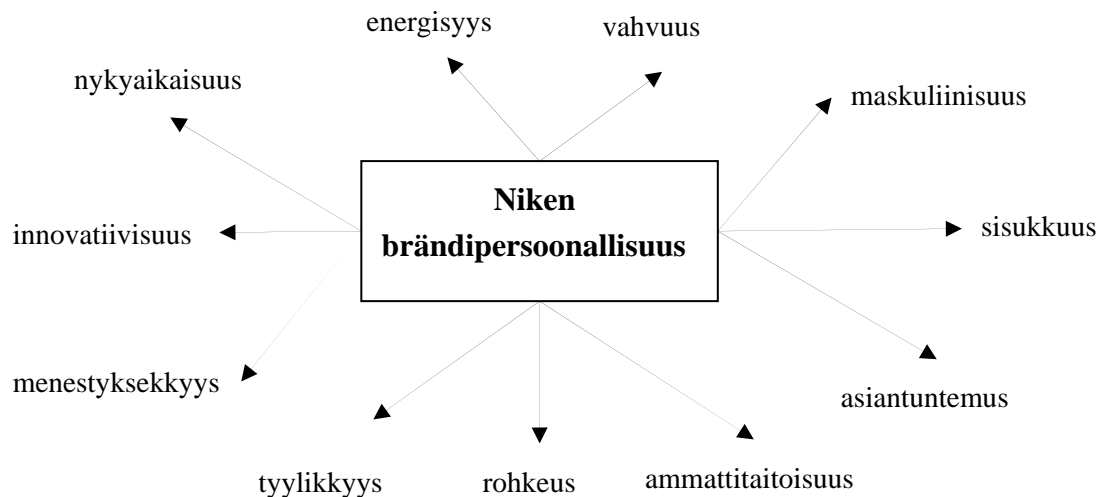 energisyys
vahvuus
nykyaikaisuus
maskuliinisuus
Niken
brändipersoonallisuus
innovatiivisuus
sisukkuus
menestyksekkyys
asiantuntemus
tyylikkyys
rohkeus
ammattitaitoisuus